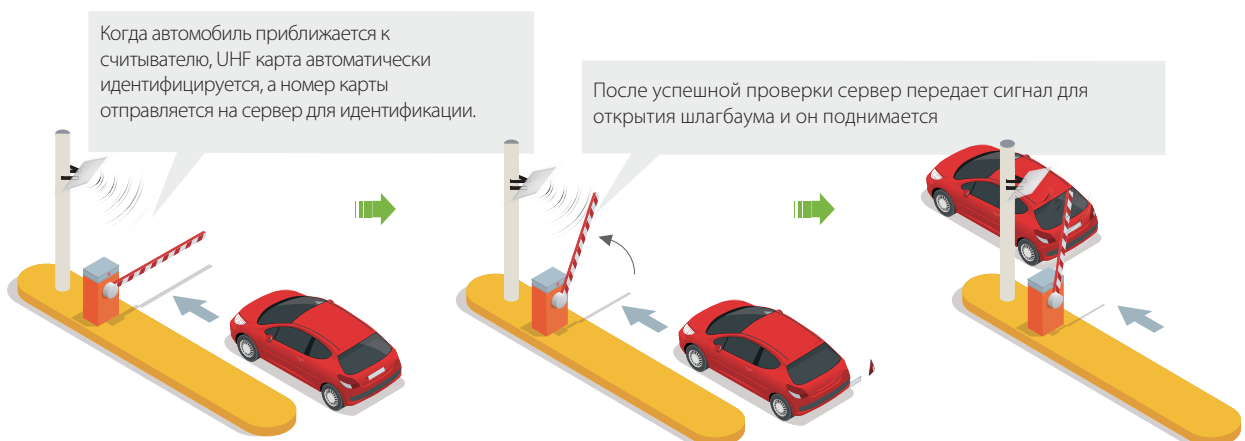 Когда автомобиль приближается к
считывателю, UHF карта автоматически
идентифицируется, а номер карты
отправляется на сервер для идентификации.
После успешной проверки сервер передает сигнал для
открытия шлагбаума и он поднимается